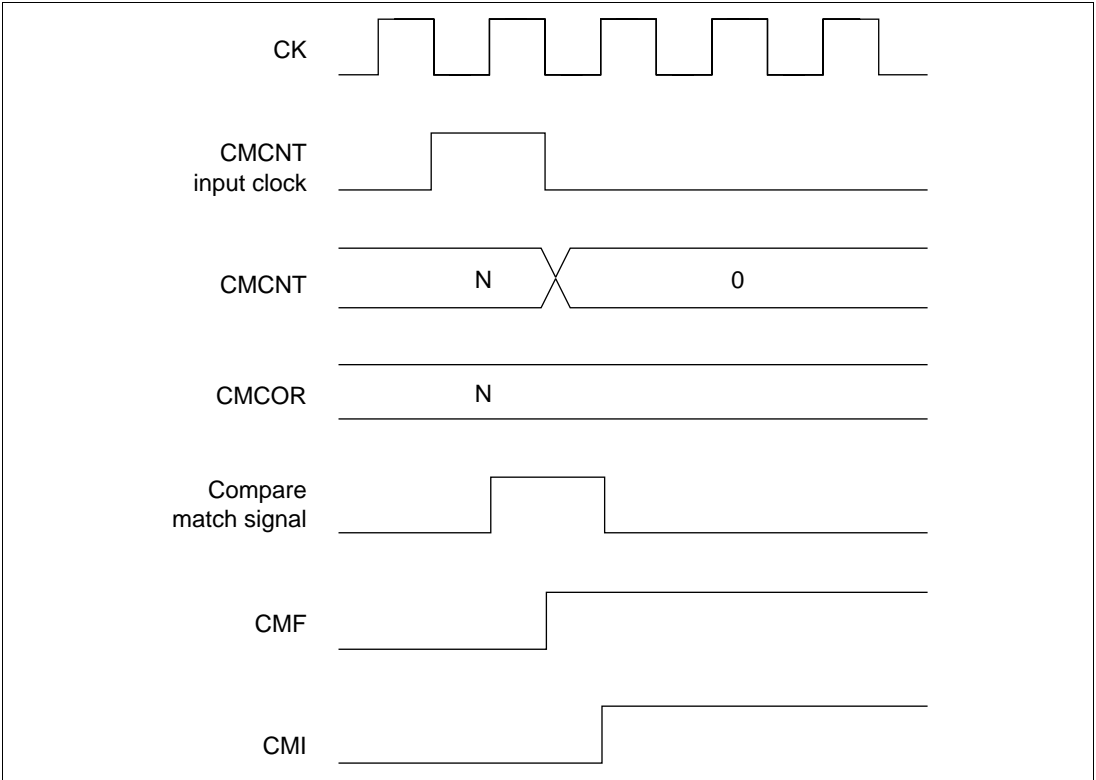 CK
CMCNT
input clock
CMCNT
N
0
CMCOR
N
Compare
match signal
CMF
CMI